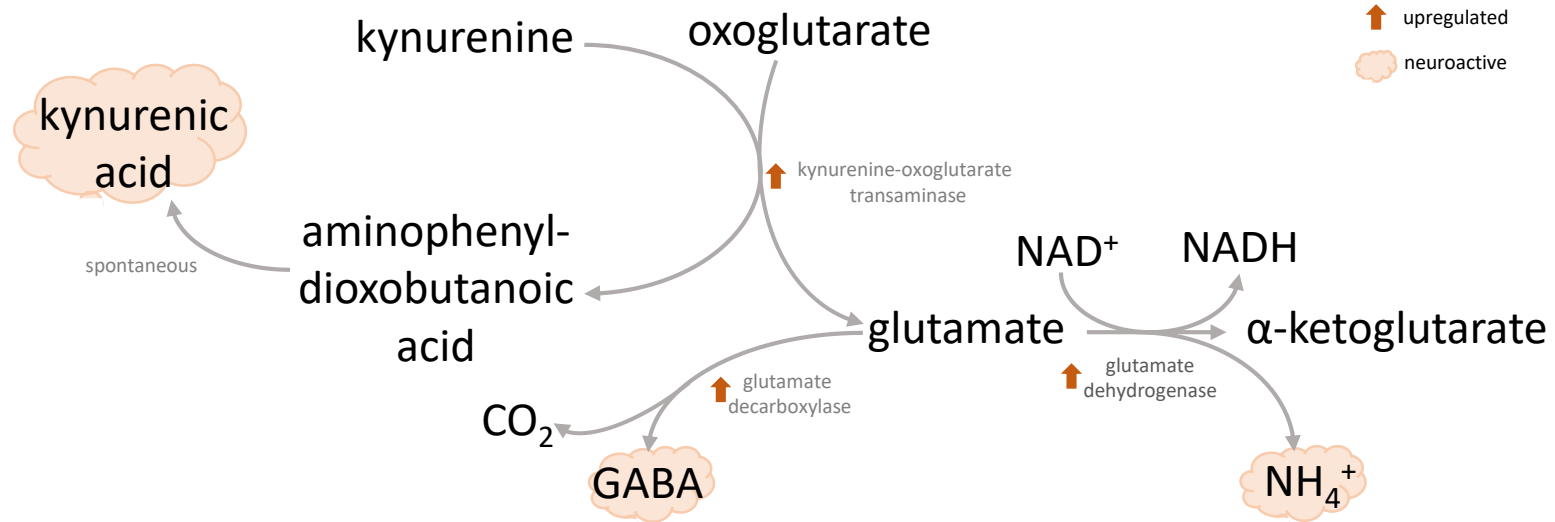 kynurenine
oxoglutarate
upregulated
neuroactive
kynurenic
acid
kynurenine-oxoglutarate
transaminase
aminophenyl-
dioxobutanoic
acid
spontaneous
NAD⁺
NADH
glutamate
α-ketoglutarate
glutamate
dehydrogenase
glutamate
decarboxylase
CO₂
GABA
NH₄⁺